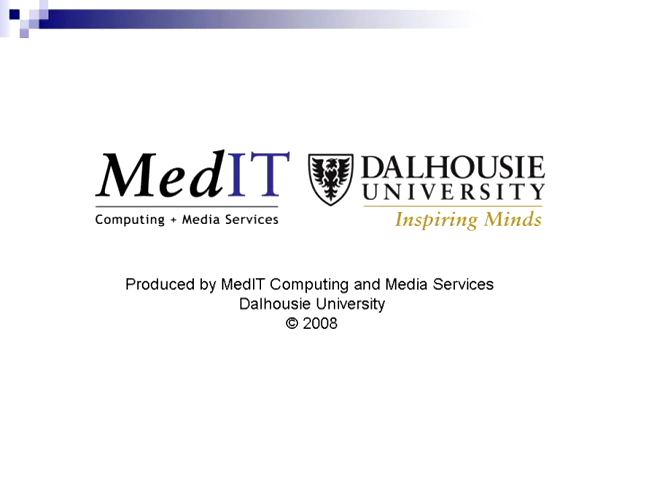 MedIT
Computing + Media Services
DALHOUSIE
UNIVERSITY
Inspiring Minds
Produced by MedIT Computing and Media Services
Dalhousie University
© 2008